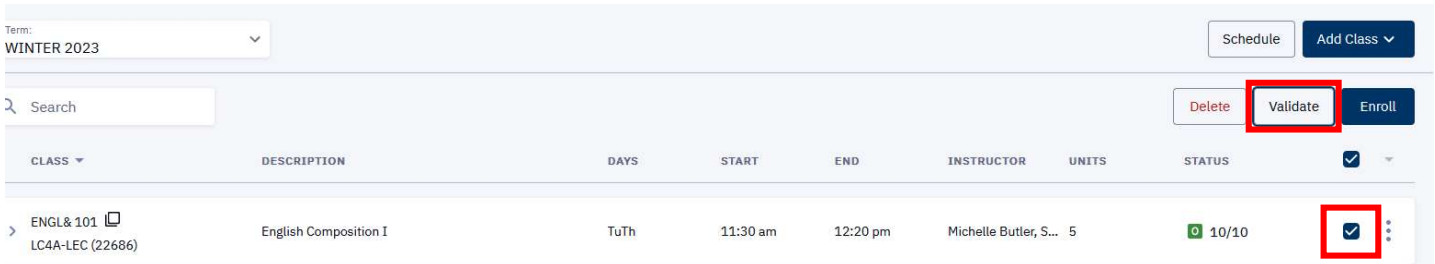 Term:
WINTER 2023
Schedule Add Class
Search
Delete Validate Enroll
CLASS DESCRIPTION DAYS START END INSTRUCTOR UNITS STATUS
ENGL& 101 English Composition I TuTh 11:30 am 12:20 pm Michelle Butler, S... 5 O 10/10
LC4A-LEC (22686)